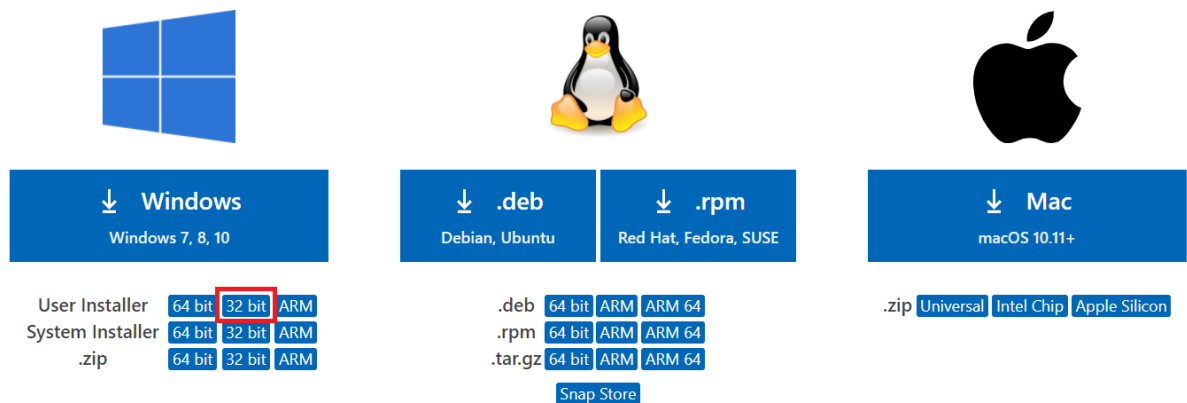 Windows
Windows 7, 8, 10
User Installer 64 bit 32 bit ARM
System Installer 64 bit 32 bit ARM
.zip 64 bit 32 bit ARM
.deb
Debian, Ubuntu
.rpm
Red Hat, Fedora, SUSE
.deb 64 bit ARM ARM 64
.rpm 64 bit ARM ARM 64
.tar.gz 64 bit ARM ARM 64
Snap Store
Mac
macOS 10.11+
.zip Universal Intel Chip Apple Silicon